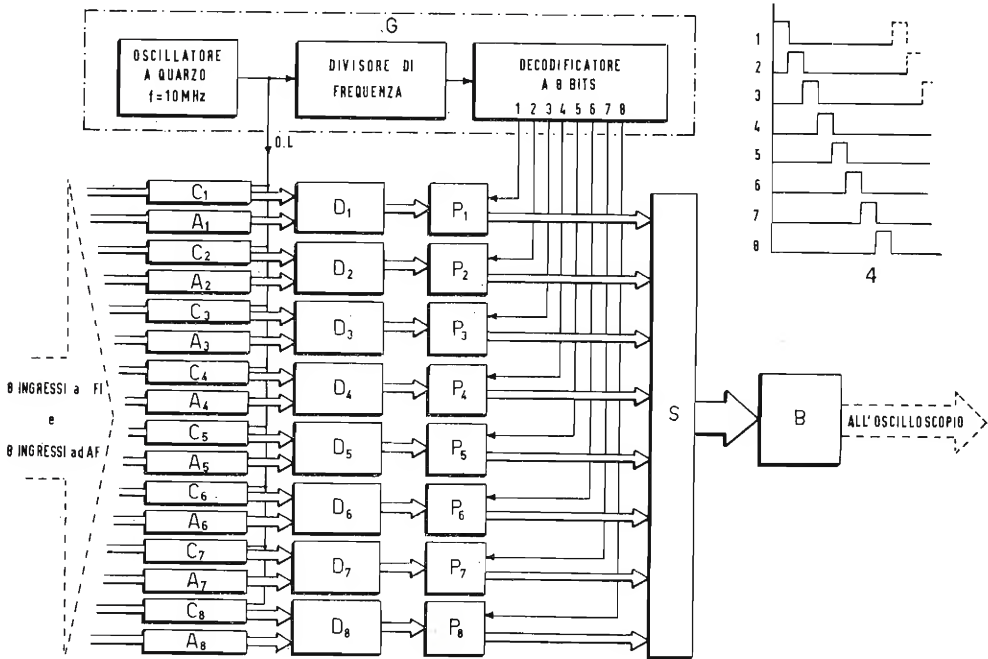 G
OSCILLATORE
A QUARZO
f=10MHz
DIVISORE DI
FREQUENZA
DECODIFICATORE
A 8 BITS
1 2 3 4 5 6 7 8
O.L
C1
A1
C2
A2
C3
A3
C4
A4
C5
A5
C6
A6
C7
A7
C8
A8
D1
D2
D3
D4
D5
D6
D7
D8
P1
P2
P3
P4
P5
P6
P7
P8
8 INGRESSI a FI
e
8 INGRESSI ad AF
S
B
ALL'OSCILLOSCOPIO
1
2
3
4
5
6
7
8
4